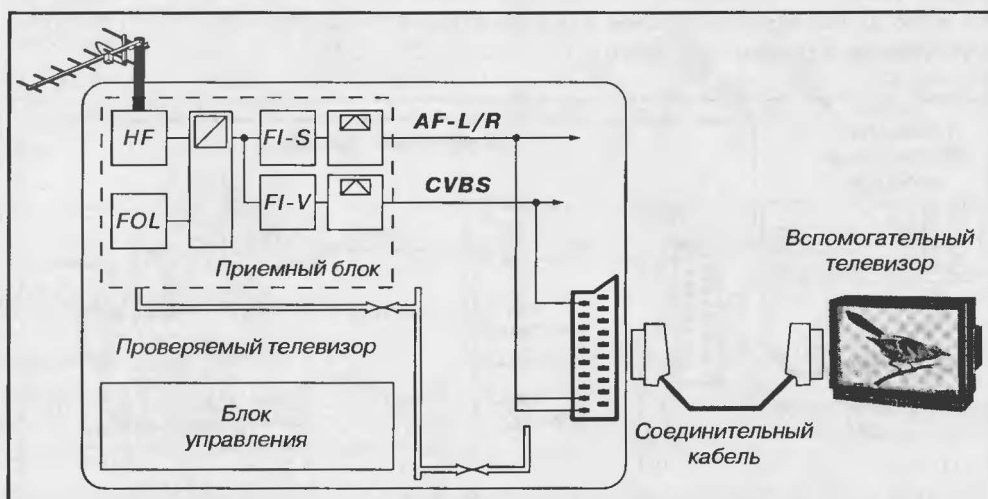 HF
FI-S
AF-L/R
FOL
FI-V
CVBS
Приемный блок
Проверяемый телевизор
Блок
управления
Вспомогательный
телевизор
Соединительный
кабель